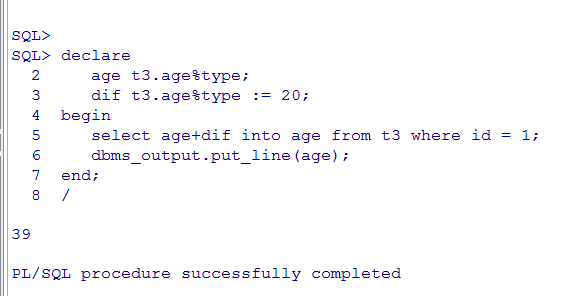 SQL>
SQL> declare
2 age t3.age%type;
3 dif t3.age%type := 20;
4 begin
5 select age+dif into age from t3 where id = 1;
6 dbms_output.put_line(age);
7 end;
8 /
39
PL/SQL procedure successfully completed